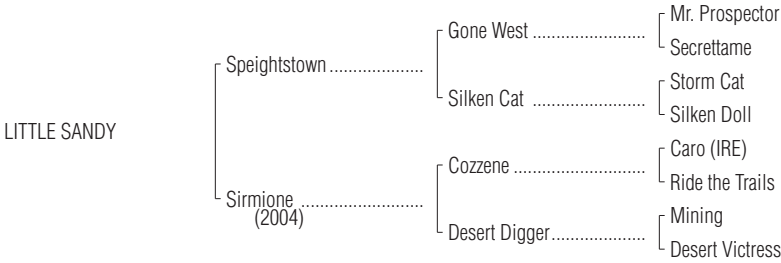 Mr. Prospector
Gone West ........................
Secrettame
Speightstown ....................
Storm Cat
Silken Cat ........................
Silken Doll
LITTLE SANDY
Caro (IRE)
Cozzene ............................
Ride the Trails
Sirmione ..........................
(2004)
Mining
Desert Digger....................
Desert Victress